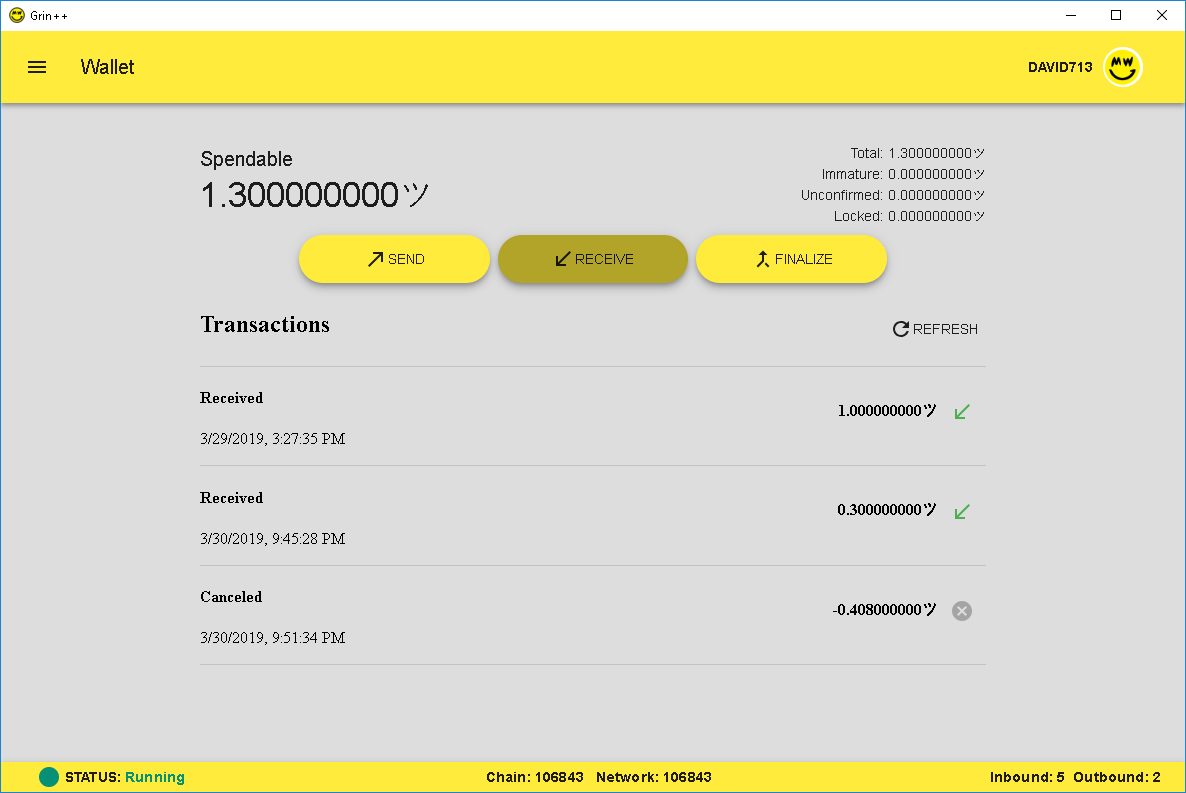 Grin++
Wallet
DAVID713
MW
Spendable
1.300000000ツ
Total: 1.300000000ツ
Immature: 0.000000000ツ
Unconfirmed: 0.000000000ツ
Locked: 0.000000000ツ
SEND
RECEIVE
FINALIZE
Transactions
REFRESH
Received
1.000000000ツ
3/29/2019, 3:27:35 PM
Received
0.300000000ツ
3/30/2019, 9:45:28 PM
Canceled
-0.408000000ツ
3/30/2019, 9:51:34 PM
STATUS: Running
Chain: 106843 Network: 106843
Inbound: 5 Outbound: 2